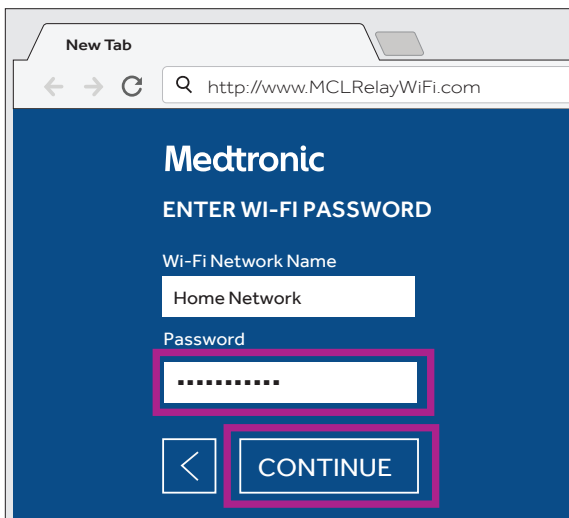 New Tab
http://www.MCLRelayWiFi.com
Medtronic
ENTER WI-FI PASSWORD
Wi-Fi Network Name
Home Network
Password
▪▪▪▪▪▪▪▪▪▪▪
CONTINUE